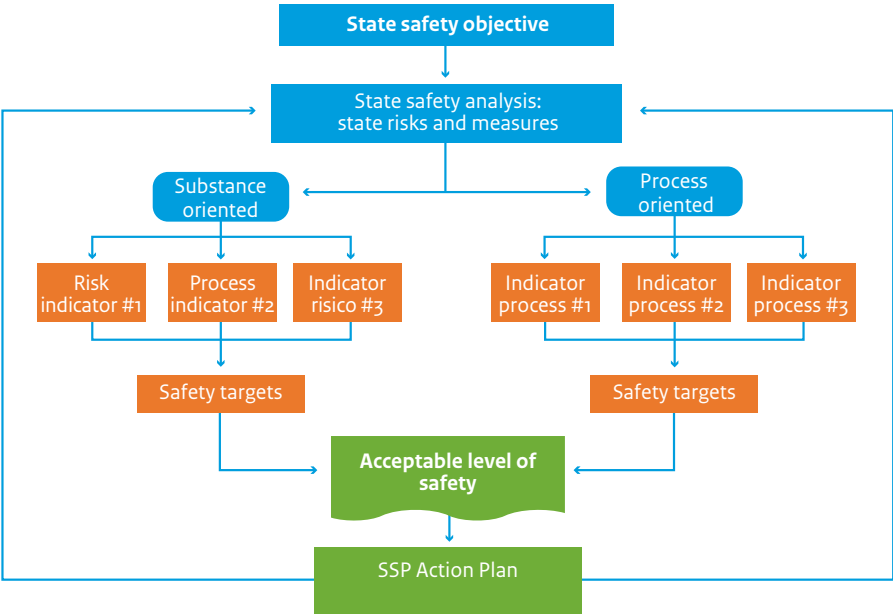 State safety objective
State safety analysis:
state risks and measures
Substance
oriented
Process
oriented
Risk
indicator #1
Process
indicator #2
Indicator
risico #3
Indicator
process #1
Indicator
process #2
Indicator
process #3
Safety targets
Safety targets
Acceptable level of
safety
SSP Action Plan